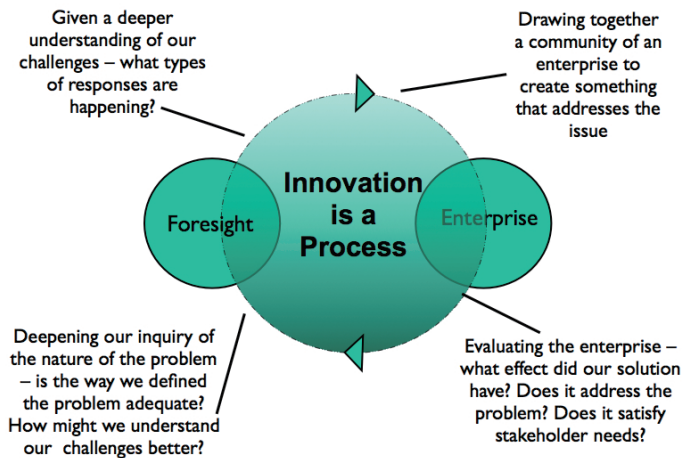 Given a deeper
understanding of our
challenges – what types
of responses are
happening?
Drawing together
a community of an
enterprise to
create something
that addresses the
issue
Innovation
is a
Process
Foresight
Enterprise
Deepening our inquiry of
the nature of the problem
– is the way we defined
the problem adequate?
How might we understand
our challenges better?
Evaluating the enterprise –
what effect did our solution
have? Does it address the
problem? Does it satisfy
stakeholder needs?